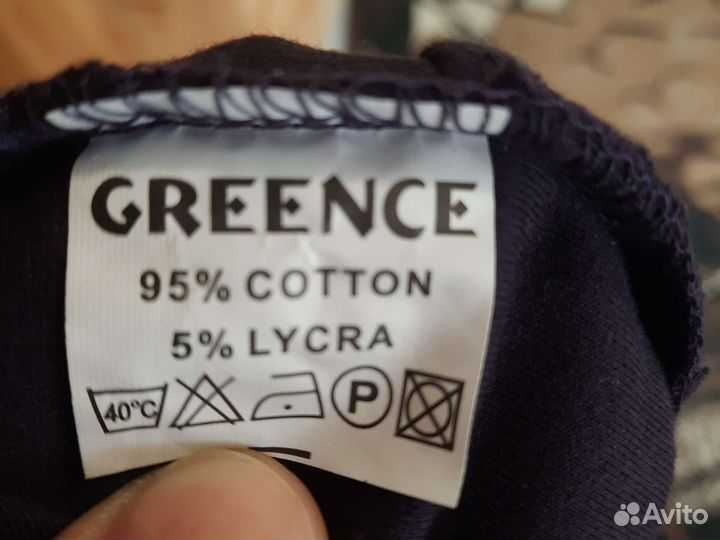 GREENCE
95% COTTON
5% LYCRA
40°C P
Avito